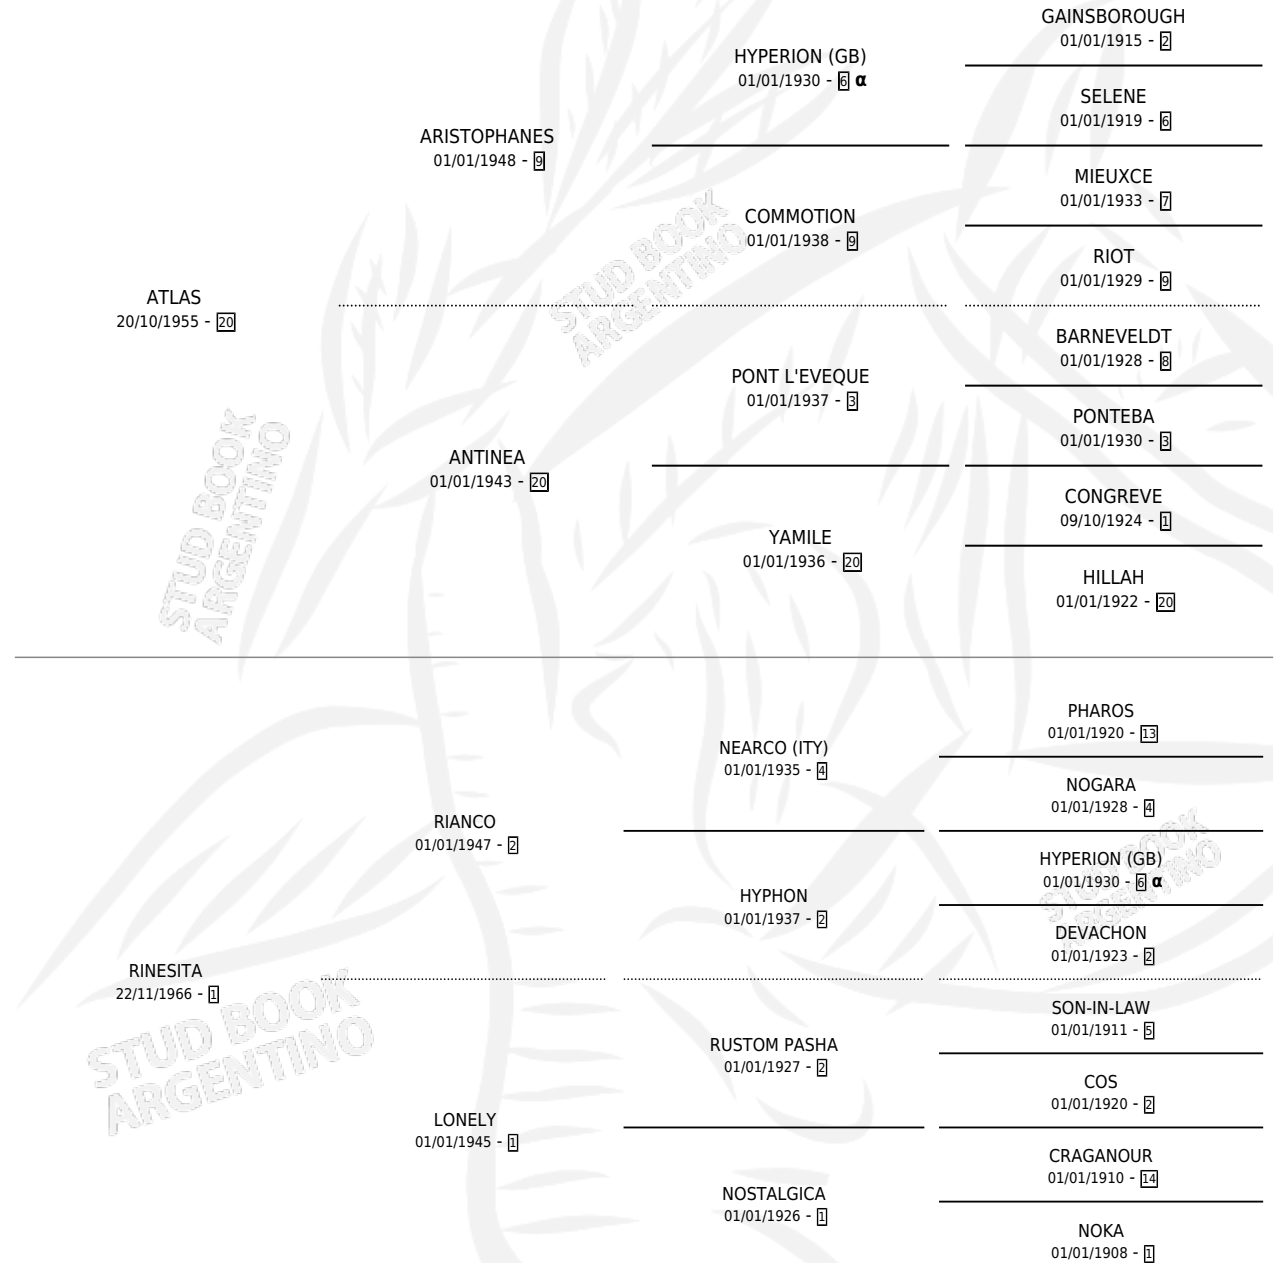 GAINSBOROUGH
01/01/1915 - 2
HYPERION (GB)
01/01/1930 - 6 α
SELENE
01/01/1919 - 6
ARISTOPHANES
01/01/1948 - 9
MIEUXCE
01/01/1933 - 7
COMMOTION
01/01/1938 - 9
RIOT
01/01/1929 - 9
ATLAS
20/10/1955 - 20
BARNEVELDT
01/01/1928 - 8
PONT L'EVEQUE
01/01/1937 - 3
PONTEBA
01/01/1930 - 3
ANTINEA
01/01/1943 - 20
CONGREVE
09/10/1924 - 1
YAMILE
01/01/1936 - 20
HILLAH
01/01/1922 - 20
PHAROS
01/01/1920 - 13
NEARCO (ITY)
01/01/1935 - 4
NOGARA
01/01/1928 - 4
RIANCO
01/01/1947 - 2
HYPERION (GB)
01/01/1930 - 6 α
HYPHON
01/01/1937 - 2
DEVACHON
01/01/1923 - 2
RINESITA
22/11/1966 - 1
SON-IN-LAW
01/01/1911 - 5
RUSTOM PASHA
01/01/1927 - 2
COS
01/01/1920 - 2
LONELY
01/01/1945 - 1
CRAGANOUR
01/01/1910 - 14
NOSTALGICA
01/01/1926 - 1
NOKA
01/01/1908 - 1
STUD BOOK
ARGENTINO
STUD BOOK
ARGENTINO
STUD BOOK
ARGENTINO
STUD BOOK
ARGENTINO